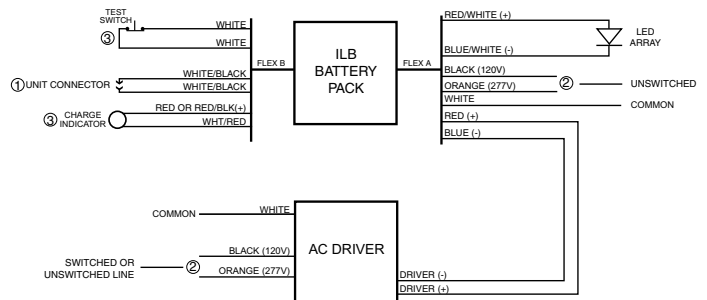 TEST
SWITCH
③
WHITE
WHITE
① UNIT CONNECTOR
WHITE/BLACK
WHITE/BLACK
③ CHARGE
INDICATOR
RED OR RED/BLK(+)
WHT/RED
FLEX B
ILB
BATTERY
PACK
FLEX A
RED/WHITE (+)
BLUE/WHITE (-)
LED
ARRAY
BLACK (120V)
ORANGE (277V)
② UNSWITCHED
WHITE
COMMON
RED (+)
BLUE (-)
COMMON
WHITE
SWITCHED OR
UNSWITCHED LINE
②
BLACK (120V)
ORANGE (277V)
AC DRIVER
DRIVER (-)
DRIVER (+)